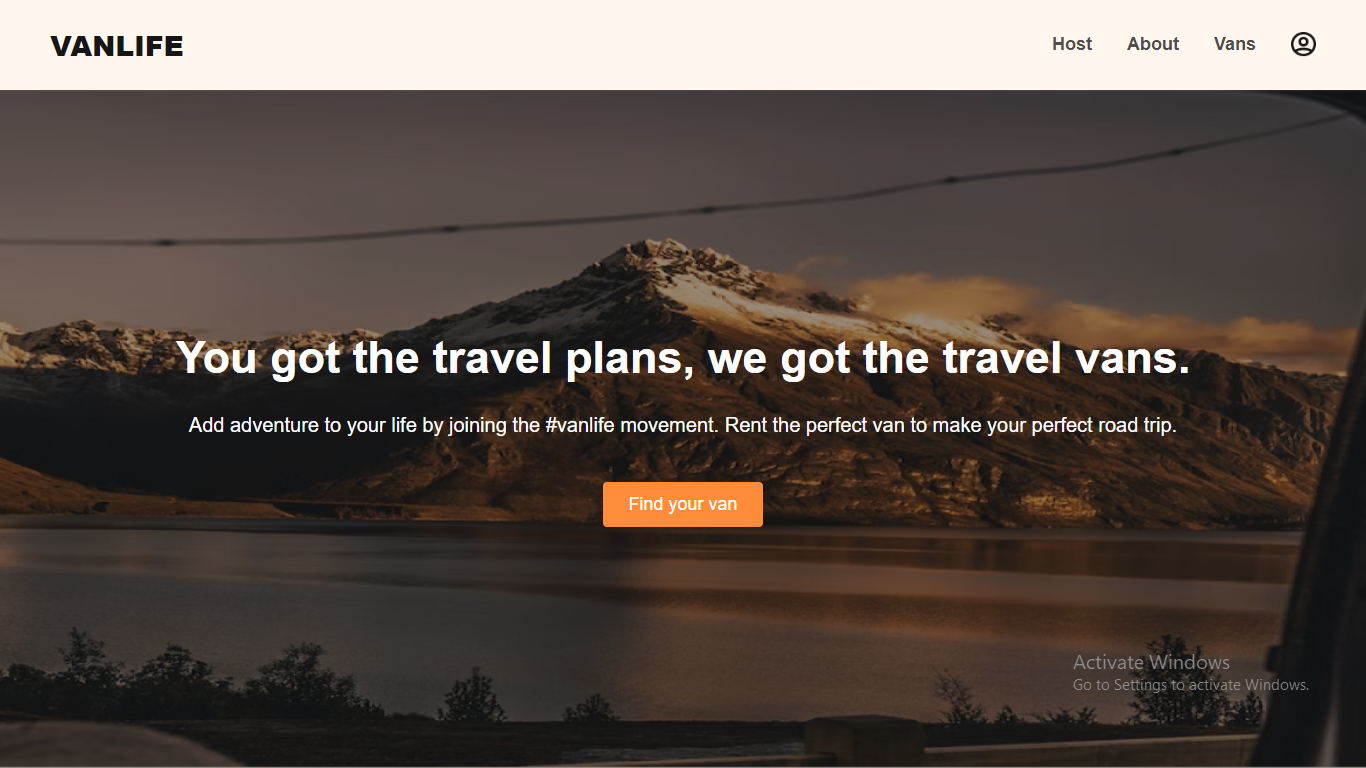 VANLIFE
Host
About
Vans
You got the travel plans, we got the travel vans.
Add adventure to your life by joining the #vanlife movement. Rent the perfect van to make your perfect road trip.
Find your van
Activate Windows
Go to Settings to activate Windows.